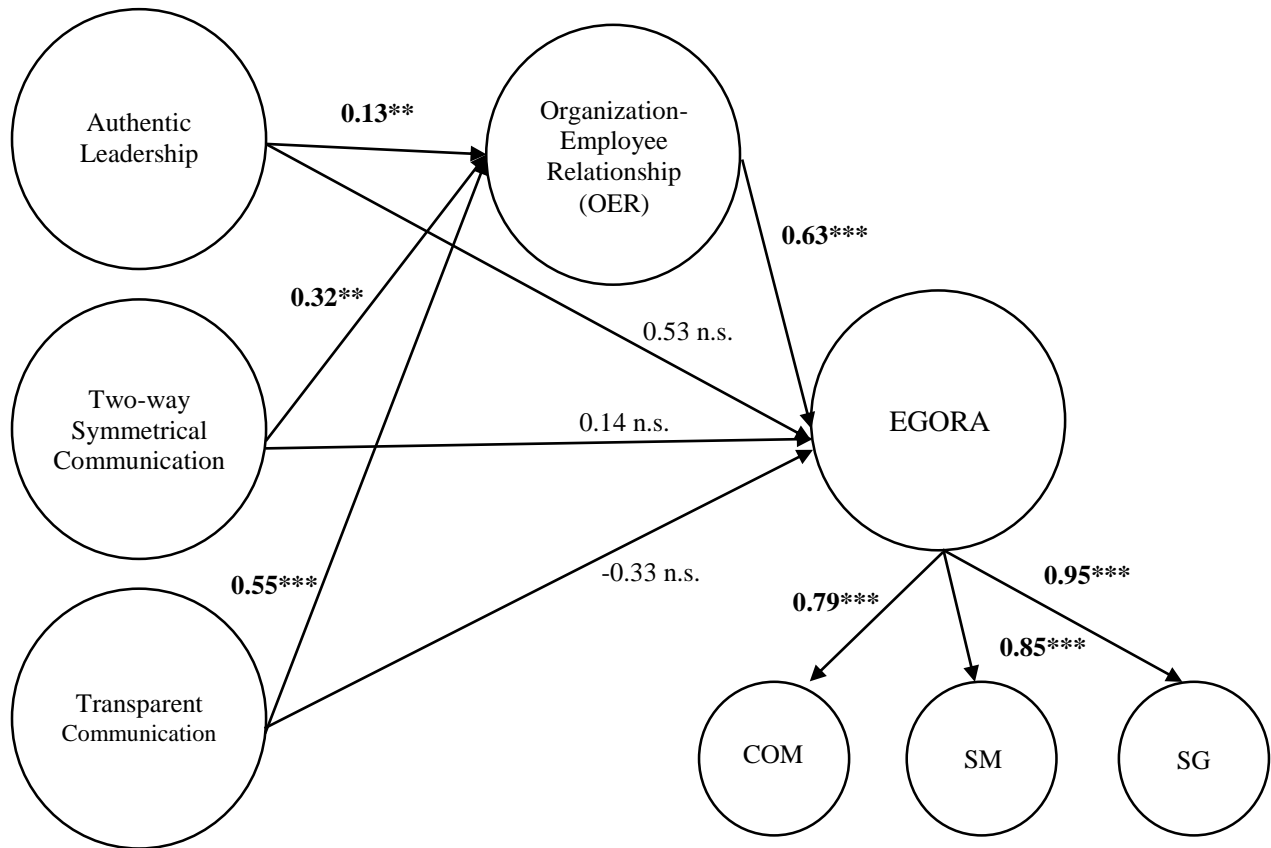 Authentic
Leadership
0.13**
Organization-
Employee
Relationship
(OER)
0.63***
0.32**
0.53 n.s.
Two-way
Symmetrical
Communication
0.14 n.s.
EGORA
0.55***
-0.33 n.s.
Transparent
Communication
0.79***
0.95***
0.85***
COM
SM
SG